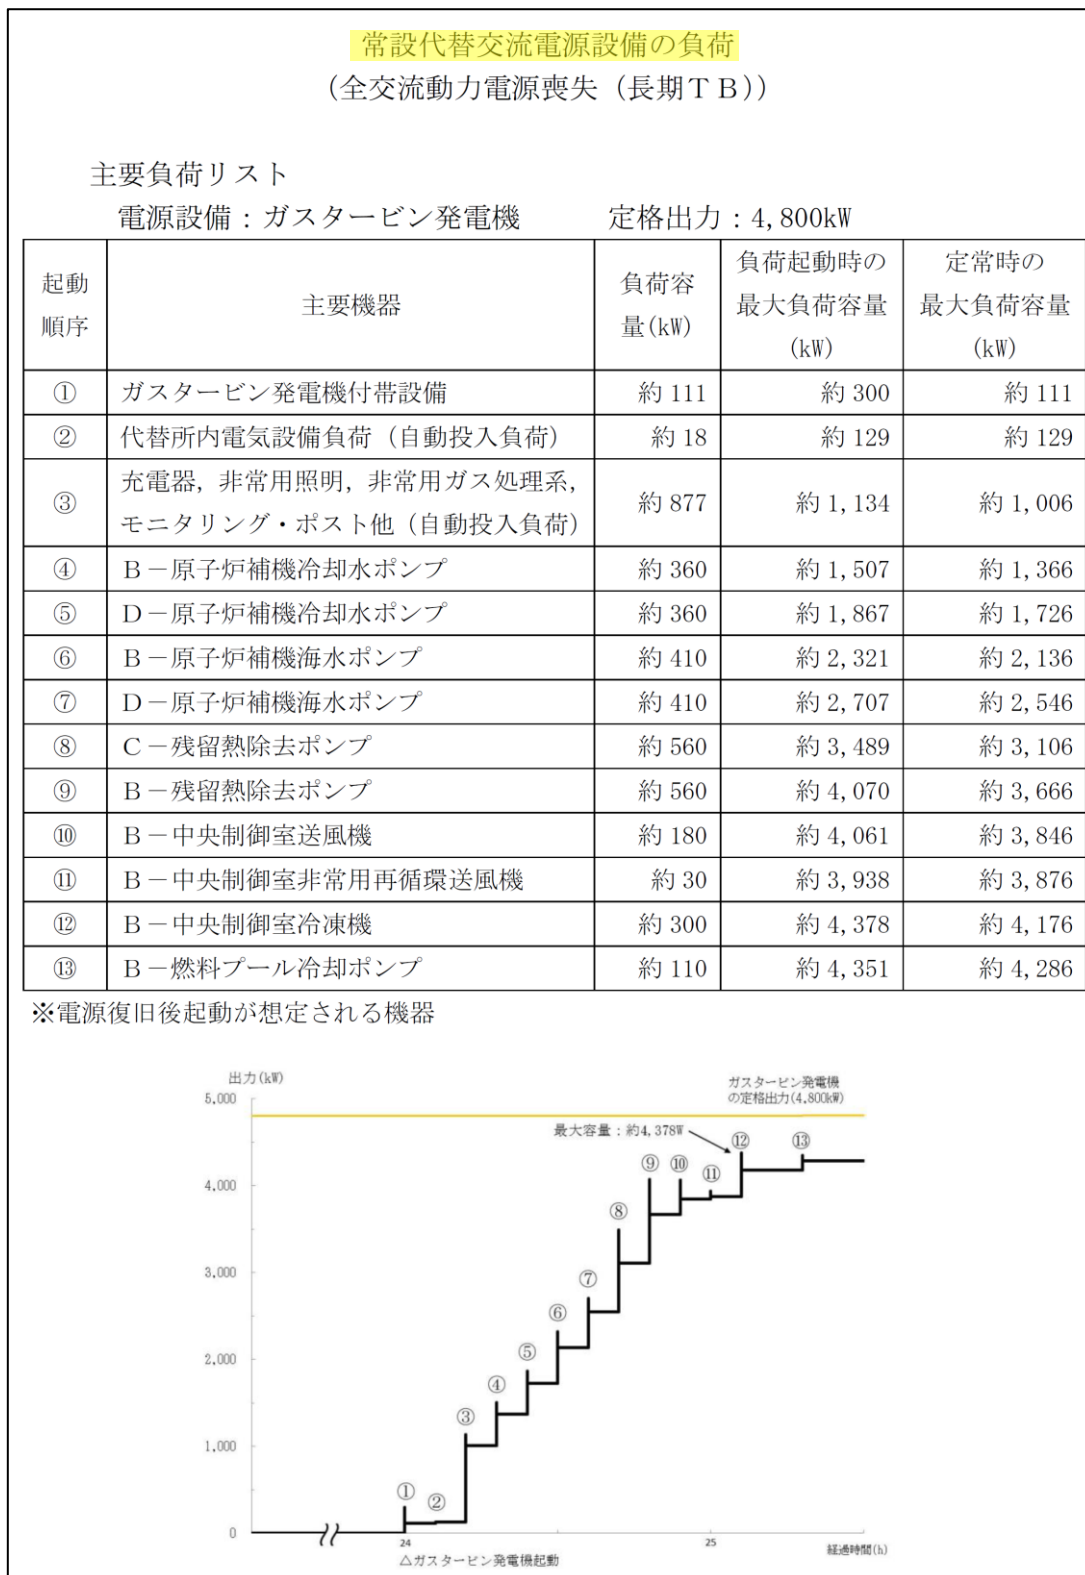 常設代替交流電源設備の負荷
(全交流動力電源喪失（長期ＴＢ）)
主要負荷リスト
電源設備：ガスタービン発電機　定格出力：4,800kW
起動順序　主要機器　負荷容量(kW)　負荷起動時の最大負荷容量(kW)　定常時の最大負荷容量(kW)
①　ガスタービン発電機付帯設備　約 111　約 300　約 111
②　代替所内電気設備負荷（自動投入負荷）　約 18　約 129　約 129
③　充電器，非常用照明，非常用ガス処理系，モニタリング・ポスト他（自動投入負荷）　約 877　約 1,134　約 1,006
④　Ｂ－原子炉補機冷却水ポンプ　約 360　約 1,507　約 1,366
⑤　Ｄ－原子炉補機冷却水ポンプ　約 360　約 1,867　約 1,726
⑥　Ｂ－原子炉補機海水ポンプ　約 410　約 2,321　約 2,136
⑦　Ｄ－原子炉補機海水ポンプ　約 410　約 2,707　約 2,546
⑧　Ｃ－残留熱除去ポンプ　約 560　約 3,489　約 3,106
⑨　Ｂ－残留熱除去ポンプ　約 560　約 4,070　約 3,666
⑩　Ｂ－中央制御室送風機　約 180　約 4,061　約 3,846
⑪　Ｂ－中央制御室非常用再循環送風機　約 30　約 3,938　約 3,876
⑫　Ｂ－中央制御室冷凍機　約 300　約 4,378　約 4,176
⑬　Ｂ－燃料プール冷却ポンプ　約 110　約 4,351　約 4,286
※電源復旧後起動が想定される機器
出力(kW)
ガスタービン発電機
の定格出力(4,800kW)
5,000
最大容量：約4,378W
⑫
⑬
⑨
⑩
⑪
4,000
⑧
3,000
⑦
⑥
⑤
2,000
④
③
1,000
①
②
0
24
25
経過時間(h)
△ガスタービン発電機起動